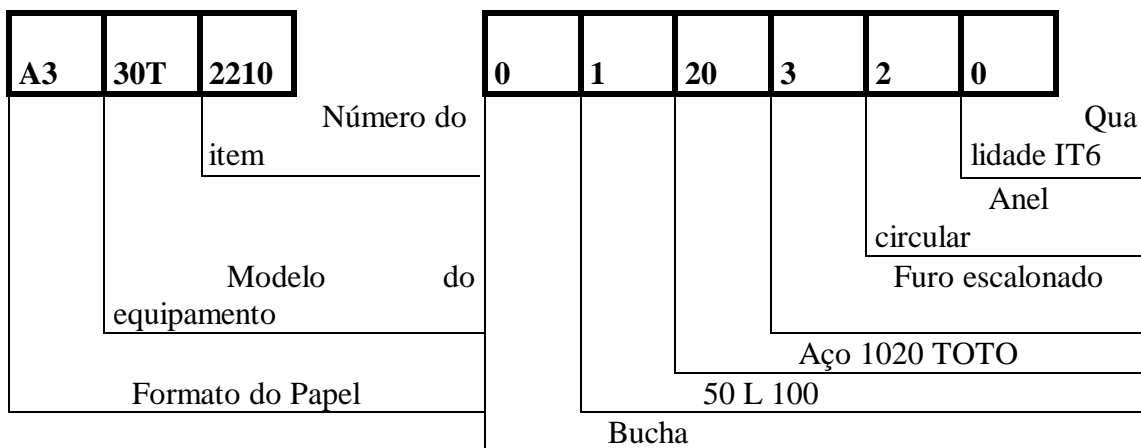 A3 30T 2210 0 1 20 3 2 0
Número do Qua
item lidade IT6
Anel
circular
Modelo do Furo escalonado
equipamento
Aço 1020 TOTO
Formato do Papel 50 L 100
Bucha